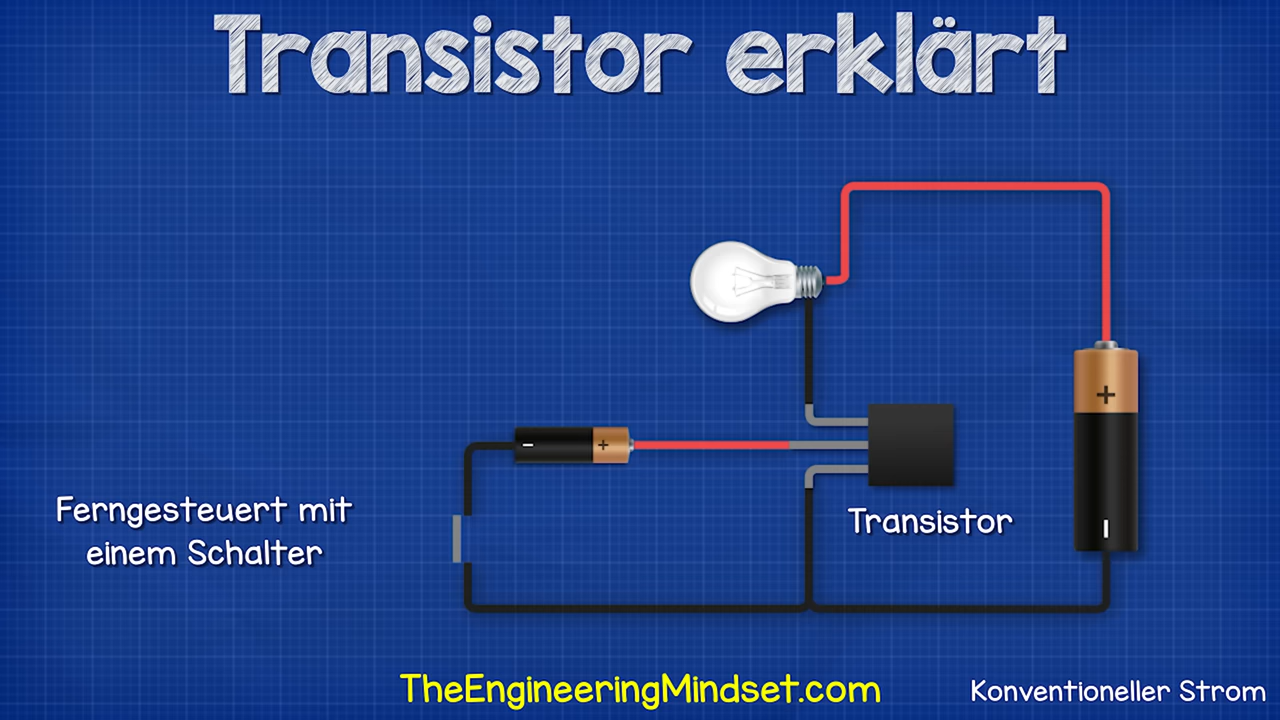 Transistor erklärt
+
- +
Ferngesteuert mit
einem Schalter
Transistor
-
TheEngineeringMindset.com
Konventioneller Strom